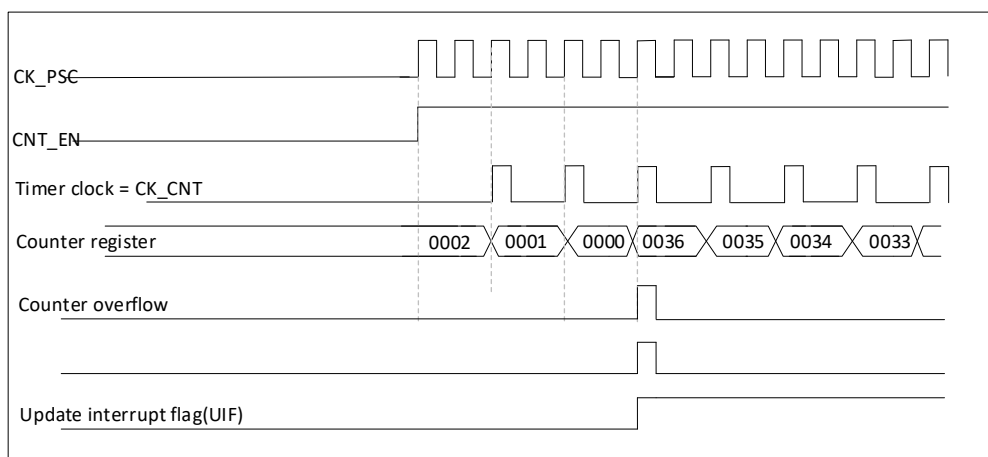 CK_PSC
CNT_EN
Timer clock = CK_CNT
Counter register 0002 0001 0000 0036 0035 0034 0033
Counter overflow
Update interrupt flag(UIF)